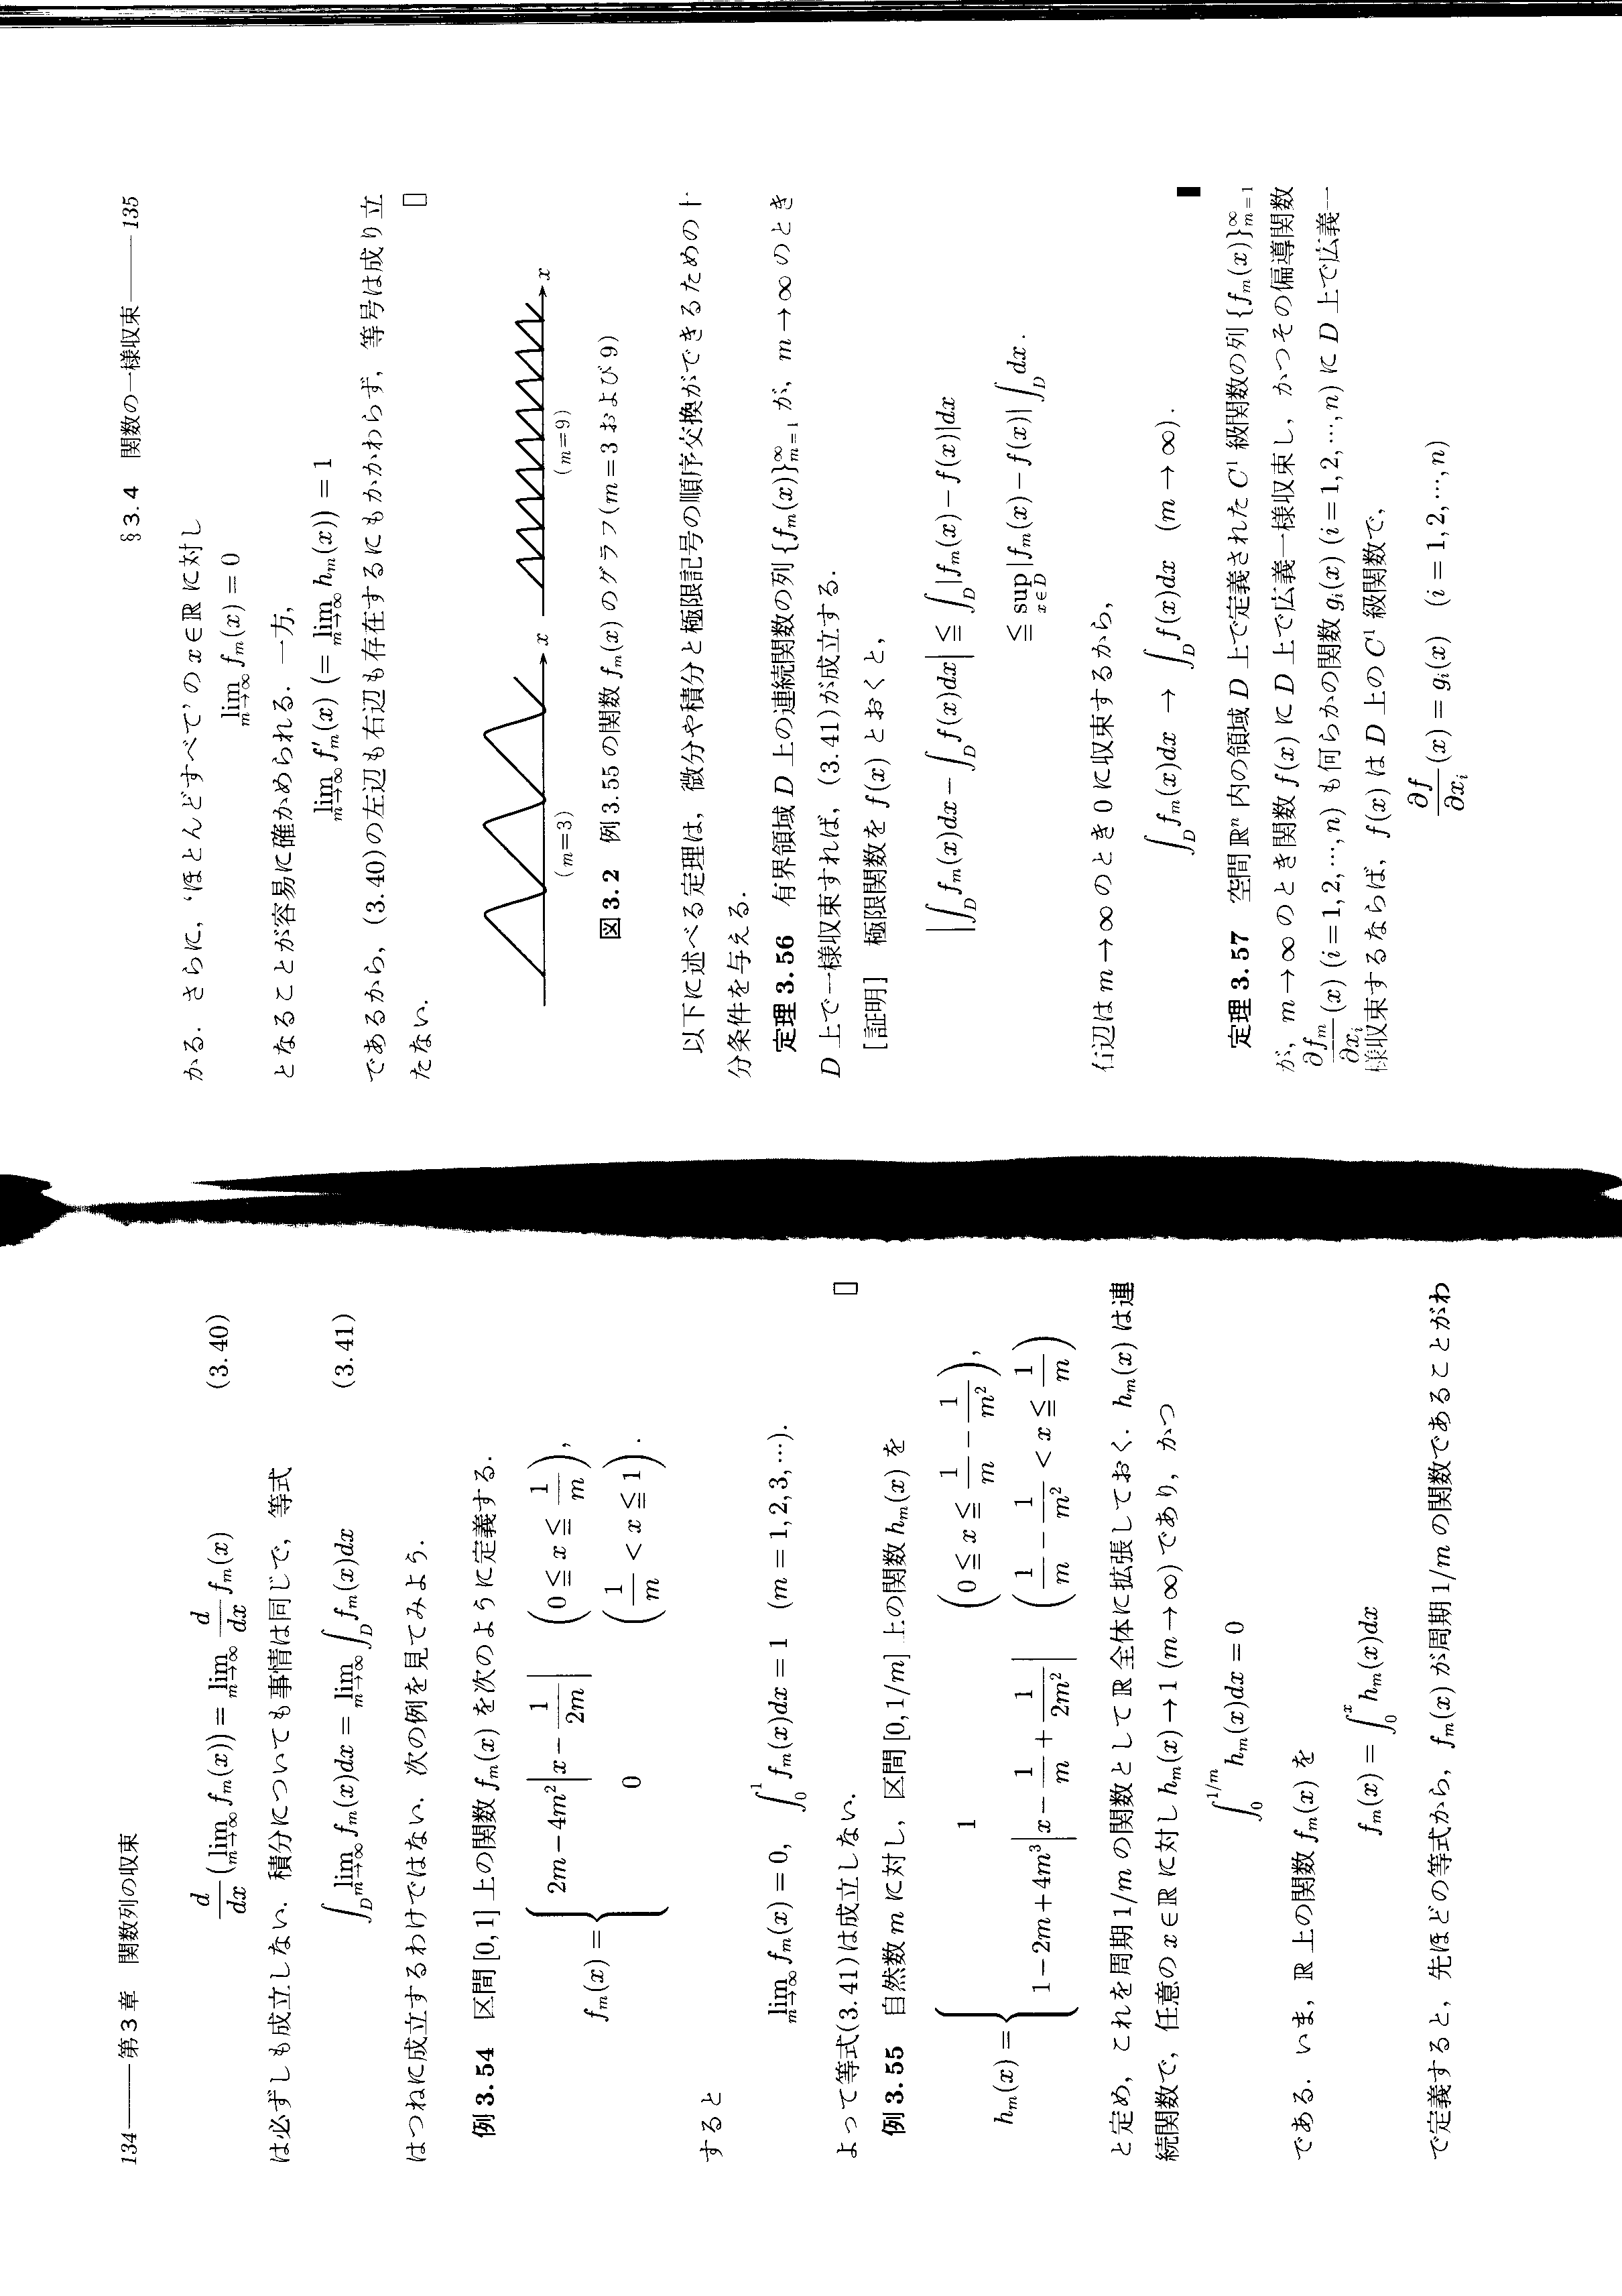 134——第3章 関数列の収束
$$\frac{d}{dx}(\lim_{m\to\infty} f_m(x)) = \lim_{m\to\infty} \frac{d}{dx} f_m(x) \quad (3.40)$$
は必ずしも成立しない．積分についても事情は同じで，等式
$$\int_D \lim_{m\to\infty} f_m(x)dx = \lim_{m\to\infty} \int_D f_m(x)dx \quad (3.41)$$
はつねに成立するわけではない．次の例を見てみよう．
例 3.54 区間 [0,1] 上の関数 $f_m(x)$ を次のように定義する．
$$f_m(x) = \begin{cases} 2m-4m^2\left|x-\frac{1}{2m}\right| & \left(0\leqq x\leqq \frac{1}{m}\right), \\ 0 & \left(\frac{1}{m}<x\leqq 1\right). \end{cases}$$
すると
$$\lim_{m\to\infty} f_m(x)=0, \quad \int_0^1 f_m(x)dx=1 \quad (m=1,2,3,\cdots).$$
よって等式(3.41)は成立しない． □
例 3.55 自然数 $m$ に対し，区間 $[0,1/m]$ 上の関数 $h_m(x)$ を
$$h_m(x) = \begin{cases} 1 & \left(0\leqq x\leqq \frac{1}{m}-\frac{1}{m^2}\right), \\ 1-2m+4m^3\left|x-\frac{1}{m}+\frac{1}{2m^2}\right| & \left(\frac{1}{m}-\frac{1}{m^2}<x\leqq \frac{1}{m}\right) \end{cases}$$
と定め，これを周期 $1/m$ の関数として $\mathbb{R}$ 全体に拡張しておく．$h_m(x)$ は連
続関数で，任意の $x\in\mathbb{R}$ に対し $h_m(x)\to 1\ (m\to\infty)$ であり，かつ
$$\int_0^{1/m} h_m(x)dx=0$$
である．いま，$\mathbb{R}$ 上の関数 $f_m(x)$ を
$$f_m(x)=\int_0^x h_m(x)dx$$
で定義すると，先ほどの等式から，$f_m(x)$ が周期 $1/m$ の関数であることがわ
§3.4 関数の一様収束——135
かる．さらに，‘ほとんどすべて’の $x\in\mathbb{R}$ に対し
$$\lim_{m\to\infty} f_m(x)=0$$
となることが容易に確かめられる．一方，
$$\lim_{m\to\infty} f'_m(x)\ (=\lim_{m\to\infty} h_m(x))=1$$
であるから，(3.40)の左辺も右辺も存在するにもかかわらず，等号は成り立
たない． □
x x
(m=3) (m=9)
図 3.2 例 3.55 の関数 $f_m(x)$ のグラフ($m=3$ および 9)
以下に述べる定理は，微分や積分と極限記号の順序交換ができるための十
分条件を与える．
定理 3.56 有界領域 $D$ 上の連続関数の列 $\{f_m(x)\}_{m=1}^{\infty}$ が，$m\to\infty$ のとき
$D$ 上で一様収束すれば，(3.41)が成立する．
[証明] 極限関数を $f(x)$ とおくと，
$$\left|\int_D f_m(x)dx-\int_D f(x)dx\right| \leqq \int_D |f_m(x)-f(x)|dx$$
$$\leqq \sup_{x\in D}|f_m(x)-f(x)|\int_D dx.$$
右辺は $m\to\infty$ のとき 0 に収束するから，
$$\int_D f_m(x)dx \to \int_D f(x)dx \quad (m\to\infty).$$ ■
定理 3.57 空間 $\mathbb{R}^n$ 内の領域 $D$ 上で定義された $C^1$ 級関数の列 $\{f_m(x)\}_{m=1}^{\infty}$
が，$m\to\infty$ のとき関数 $f(x)$ に $D$ 上で広義一様収束し，かつその偏導関数
$\frac{\partial f_m}{\partial x_i}(x)\ (i=1,2,\cdots,n)$ も何らかの関数 $g_i(x)\ (i=1,2,\cdots,n)$ に $D$ 上で広義一
様収束するならば，$f(x)$ は $D$ 上の $C^1$ 級関数で，
$$\frac{\partial f}{\partial x_i}(x)=g_i(x) \quad (i=1,2,\cdots,n)$$